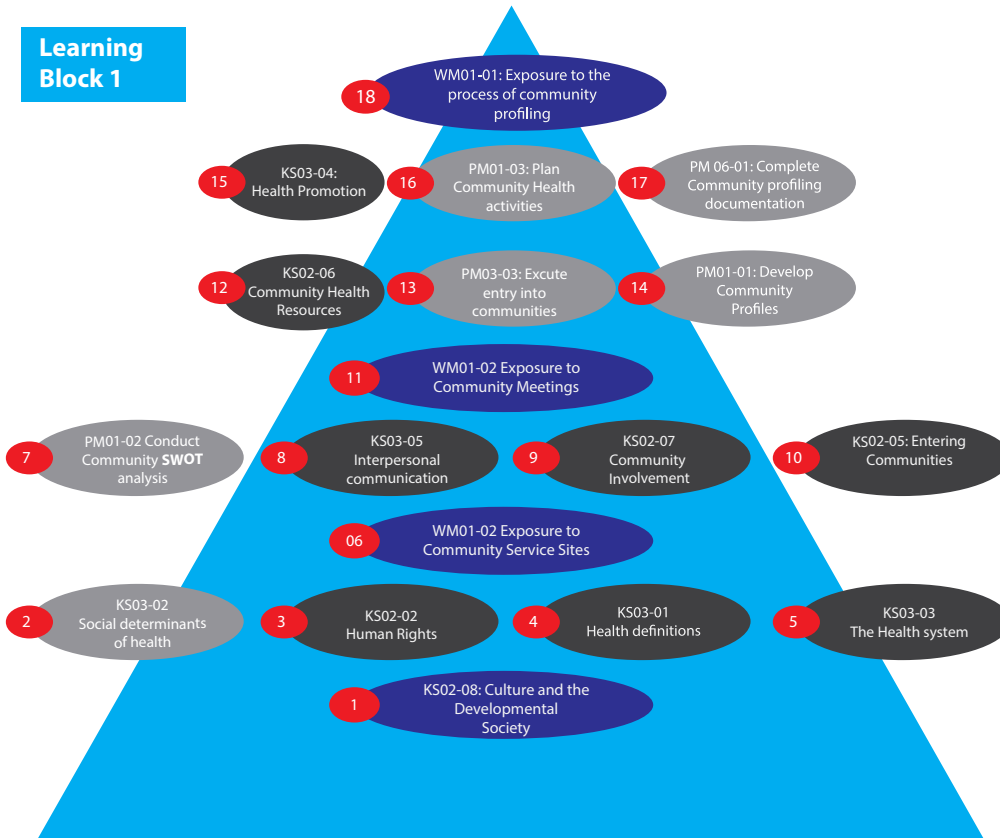 Learning
Block 1
18
WM01-01: Exposure to the
process of community
profiling
15
KS03-04:
Health Promotion
16
PM01-03: Plan
Community Health
activities
17
PM 06-01: Complete
Community profiling
documentation
12
KS02-06
Community Health
Resources
13
PM03-03: Excute
entry into
communities
14
PM01-01: Develop
Community
Profiles
11
WM01-02 Exposure to
Community Meetings
7
PM01-02 Conduct
Community SWOT
analysis
8
KS03-05
Interpersonal
communication
9
KS02-07
Community
Involvement
10
KS02-05: Entering
Communities
06
WM01-02 Exposure to
Community Service Sites
2
KS03-02
Social determinants
of health
3
KS02-02
Human Rights
4
KS03-01
Health definitions
5
KS03-03
The Health system
1
KS02-08: Culture and the
Developmental
Society